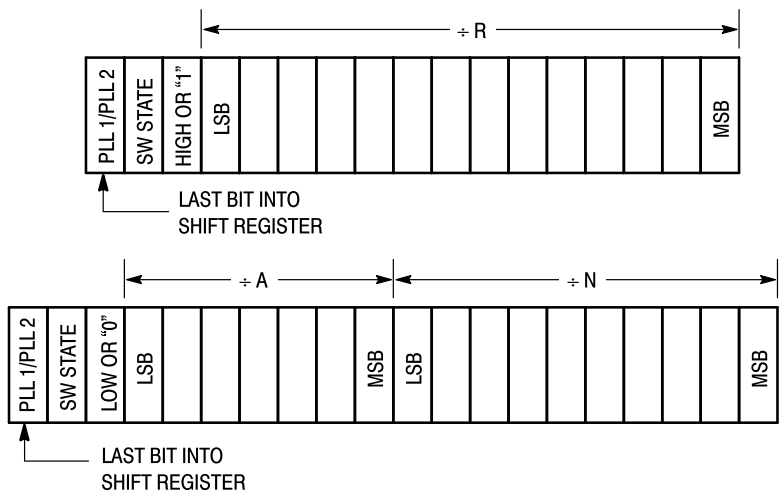 ÷ R
PLL 1/PLL 2
SW STATE
HIGH OR “1”
LSB
MSB
LAST BIT INTO
SHIFT REGISTER
÷ A
÷ N
PLL 1/PLL 2
SW STATE
LOW OR “0”
LSB
MSB
LSB
MSB
LAST BIT INTO
SHIFT REGISTER